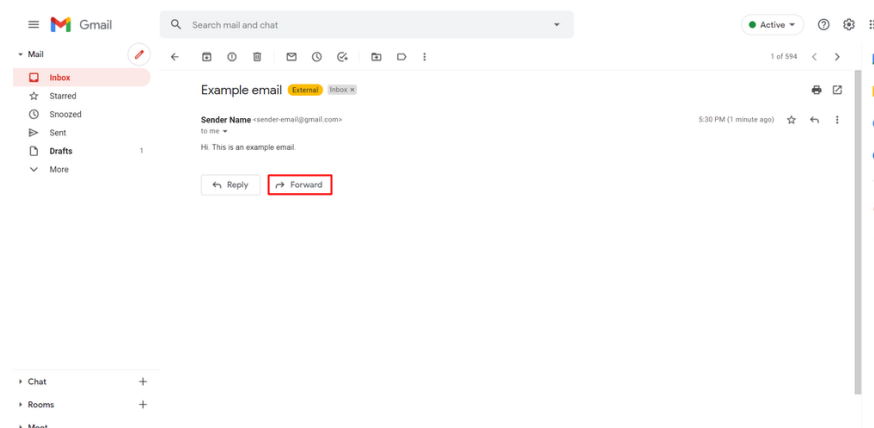 Gmail
Search mail and chat
Active
Mail
1 of 594
Inbox
Example email External Inbox ×
Starred
Snoozed
Sender Name <sender-email@gmail.com> 5:30 PM (1 minute ago)
Sent
to me
Drafts 1
Hi. This is an example email.
More
Reply Forward
Chat
Rooms
Meet